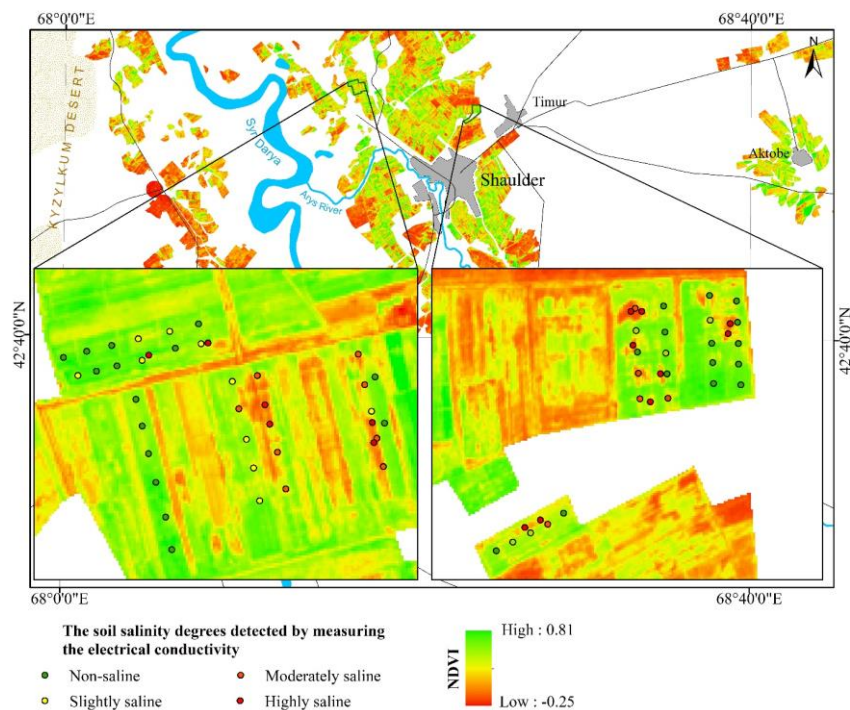 68°0'0"E
68°40'0"E
N
KYZYLKUM DESERT
Syr Darya
Arys River
Timur
Shaulder
Aktobe
42°40'0"N
42°40'0"N
68°0'0"E
68°40'0"E
The soil salinity degrees detected by measuring
the electrical conductivity
Non-saline
Moderately saline
Slightly saline
Highly saline
NDVI
High : 0.81
Low : -0.25